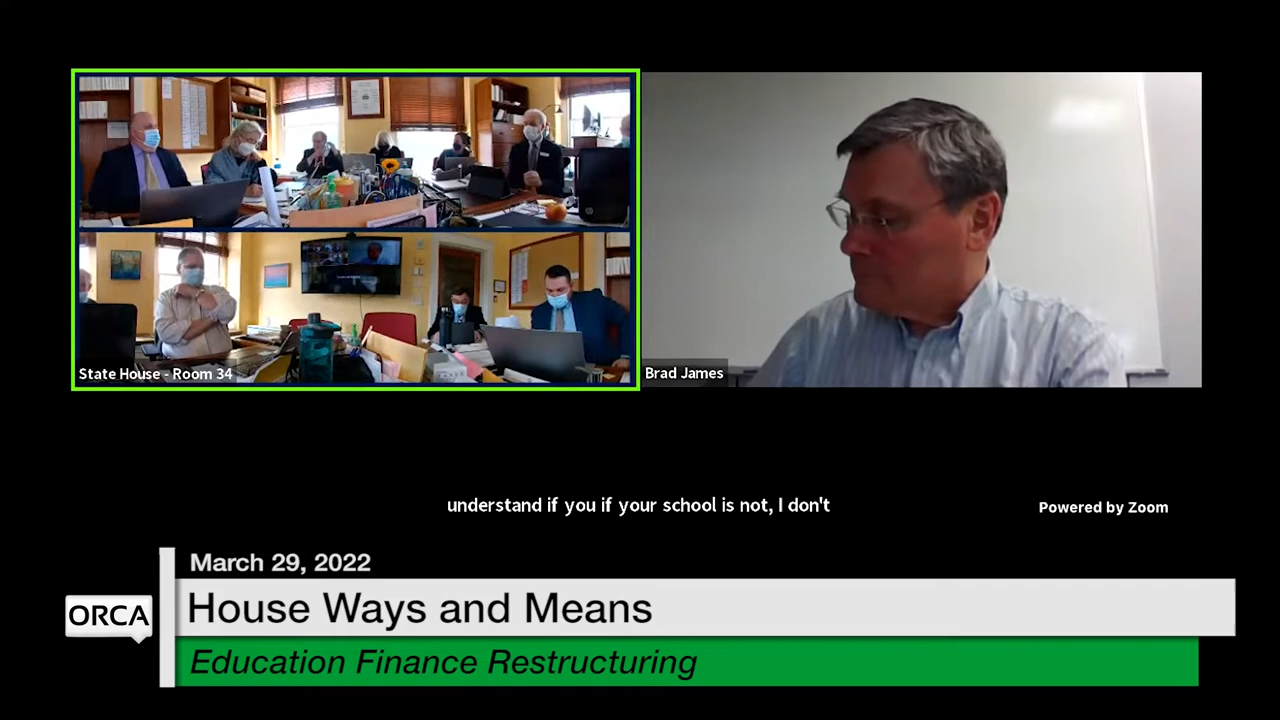 State House - Room 34
Brad James
understand if you if your school is not, I don't
Powered by Zoom
March 29, 2022
ORCA
House Ways and Means
Education Finance Restructuring